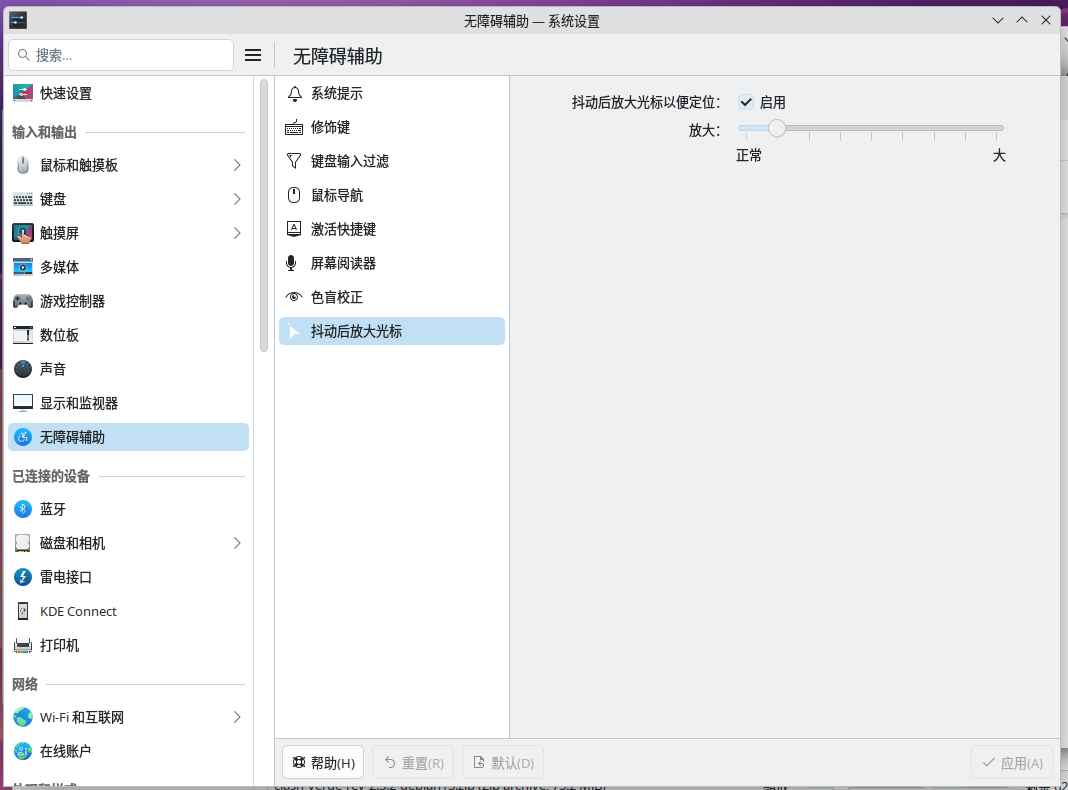 无障碍辅助 — 系统设置
搜索...
无障碍辅助
快速设置
输入和输出
鼠标和触摸板
键盘
触摸屏
多媒体
游戏控制器
数位板
声音
显示和监视器
无障碍辅助
已连接的设备
蓝牙
磁盘和相机
雷电接口
KDE Connect
打印机
网络
Wi-Fi 和互联网
在线账户
系统提示
修饰键
键盘输入过滤
鼠标导航
激活快捷键
屏幕阅读器
色盲校正
抖动后放大光标
抖动后放大光标以便定位：
启用
放大：
正常
大
帮助(H)
重置(R)
默认(D)
应用(A)